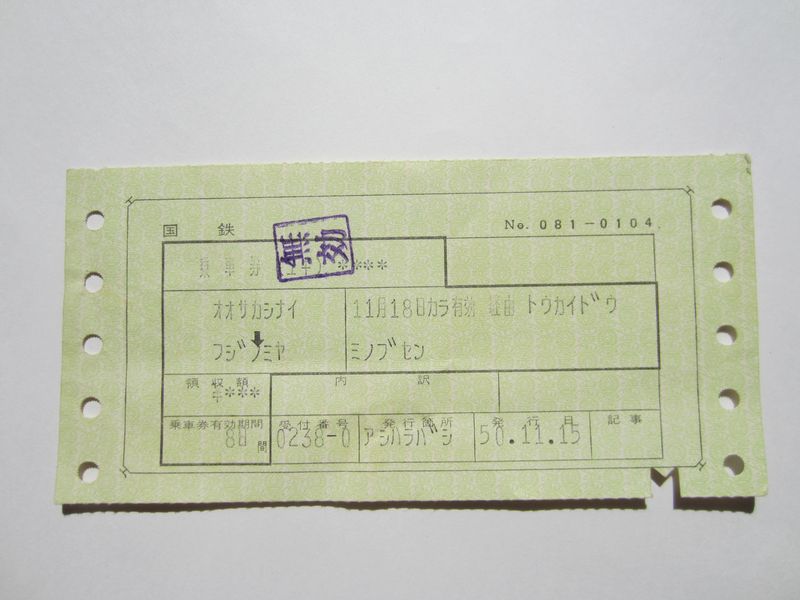 国鉄 No. 081-0104
無効
乗車券 ****
オオサカシナイ 11月18日カラ有効 経由 トウカイドウ
フジノミヤ ミノブセン
領収額 内訳
***
乗車券有効期間 受付番号 発行箇所 発行日 記事
8日間 0238-0 アシハラバシ 50.11.15